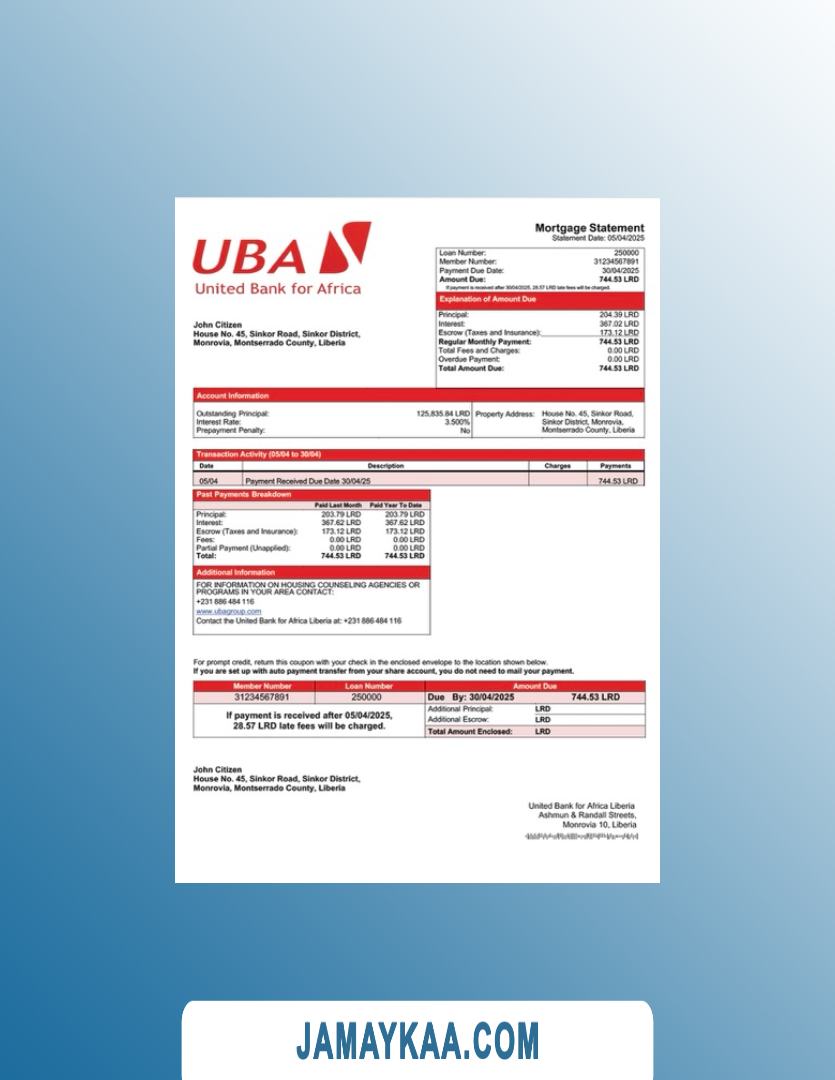 UBA
United Bank for Africa
Mortgage Statement
Statement Date: 05/04/2025
Loan Number: 250000
Member Number: 31234567891
Payment Due Date: 30/04/2025
Amount Due: 744.53 LRD
If payment is received after 30/04/2025, 28.57 LRD late fees will be charged.
Explanation of Amount Due
Principal: 204.39 LRD
Interest: 367.02 LRD
Escrow (Taxes and Insurance): 173.12 LRD
Regular Monthly Payment: 744.53 LRD
Total Fees and Charges: 0.00 LRD
Overdue Payment: 0.00 LRD
Total Amount Due: 744.53 LRD
John Citizen
House No. 45, Sinkor Road, Sinkor District,
Monrovia, Montserrado County, Liberia
Account Information
Outstanding Principal: 125,835.84 LRD
Interest Rate: 3.500%
Prepayment Penalty: No
Property Address: House No. 45, Sinkor Road,
Sinkor District, Monrovia,
Montserrado County, Liberia
Transaction Activity (05/04 to 30/04)
Date Description Charges Payments
05/04 Payment Received Due Date 30/04/25 744.53 LRD
Past Payments Breakdown
Paid Last Month Paid Year To Date
Principal: 203.79 LRD 203.79 LRD
Interest: 367.62 LRD 367.62 LRD
Escrow (Taxes and Insurance): 173.12 LRD 173.12 LRD
Fees: 0.00 LRD 0.00 LRD
Partial Payment (Unapplied): 0.00 LRD 0.00 LRD
Total: 744.53 LRD 744.53 LRD
Additional Information
FOR INFORMATION ON HOUSING COUNSELING AGENCIES OR
PROGRAMS IN YOUR AREA CONTACT:
+231 886 484 116
www.ubagroup.com
Contact the United Bank for Africa Liberia at: +231 886 484 116
For prompt credit, return this coupon with your check in the enclosed envelope to the location shown below.
If you are set up with auto payment transfer from your share account, you do not need to mail your payment.
Member Number Loan Number Amount Due
31234567891 250000 Due By: 30/04/2025 744.53 LRD
Additional Principal: LRD
Additional Escrow: LRD
Total Amount Enclosed: LRD
If payment is received after 05/04/2025,
28.57 LRD late fees will be charged.
John Citizen
House No. 45, Sinkor Road, Sinkor District,
Monrovia, Montserrado County, Liberia
United Bank for Africa Liberia
Ashmun & Randall Streets,
Monrovia 10, Liberia
JAMAYKAA.COM